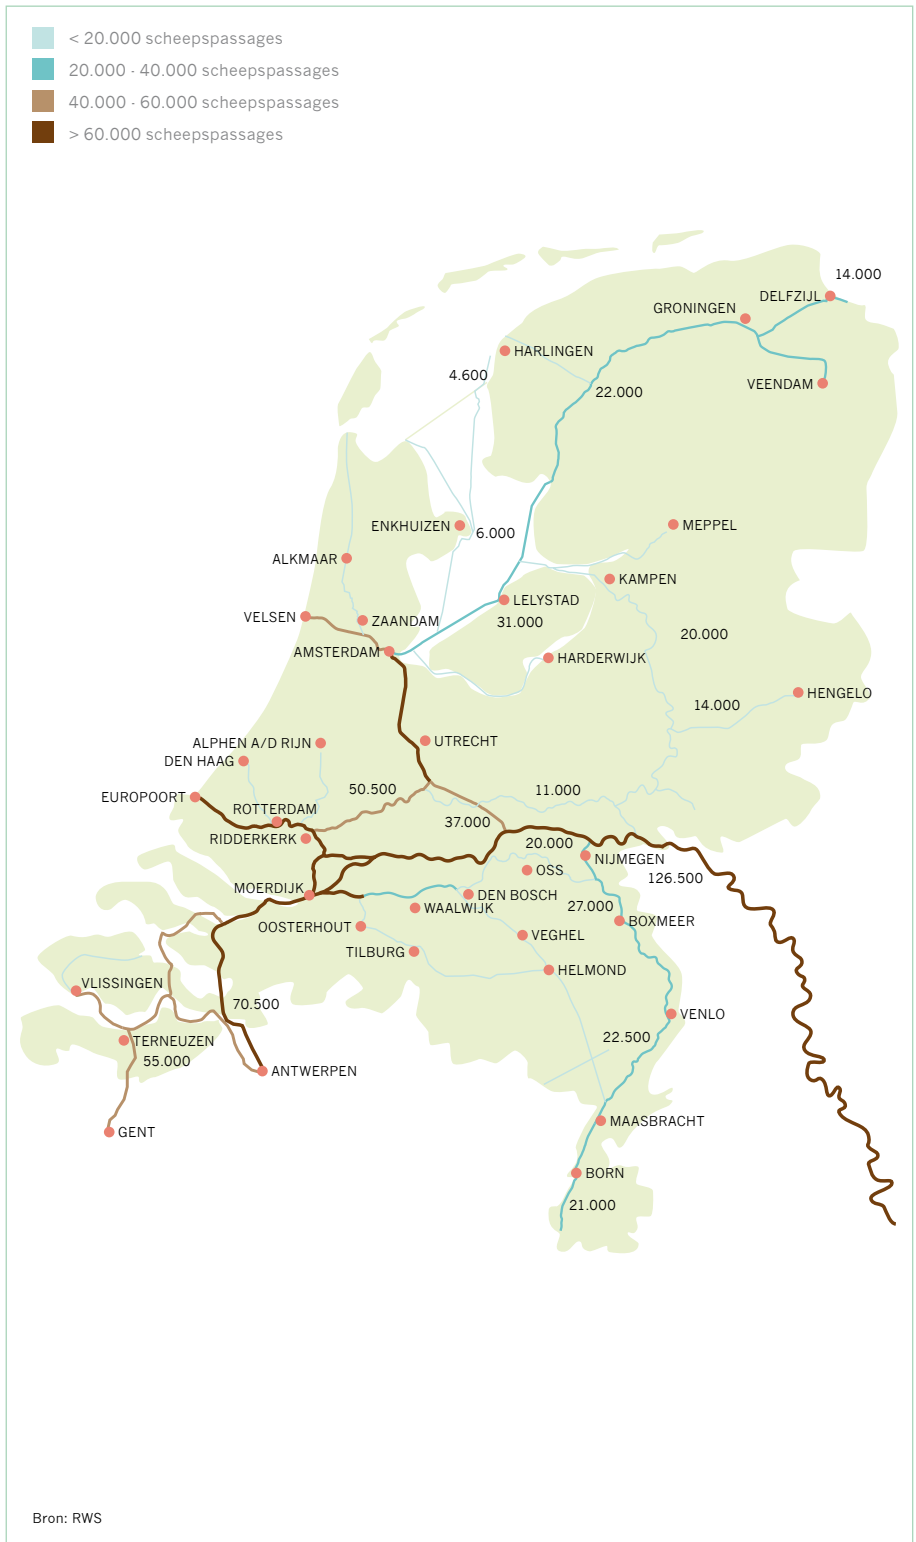 < 20.000 scheepspassages
20.000 - 40.000 scheepspassages
40.000 - 60.000 scheepspassages
> 60.000 scheepspassages
14.000
DELFZIJL
GRONINGEN
HARLINGEN
4.600
VEENDAM
22.000
ENKHUIZEN
MEPPEL
6.000
ALKMAAR
KAMPEN
LELYSTAD
VELSEN
ZAANDAM
31.000
20.000
AMSTERDAM
HARDERWIJK
HENGELO
14.000
UTRECHT
ALPHEN A/D RIJN
DEN HAAG
50.500
11.000
EUROPOORT
ROTTERDAM
37.000
RIDDERKERK
20.000
NIJMEGEN
OSS
126.500
MOERDIJK
DEN BOSCH
WAALWIJK
27.000
BOXMEER
OOSTERHOUT
VEGHEL
TILBURG
HELMOND
VLISSINGEN
70.500
VENLO
TERNEUZEN
22.500
55.000
ANTWERPEN
MAASBRACHT
GENT
BORN
21.000
Bron: RWS